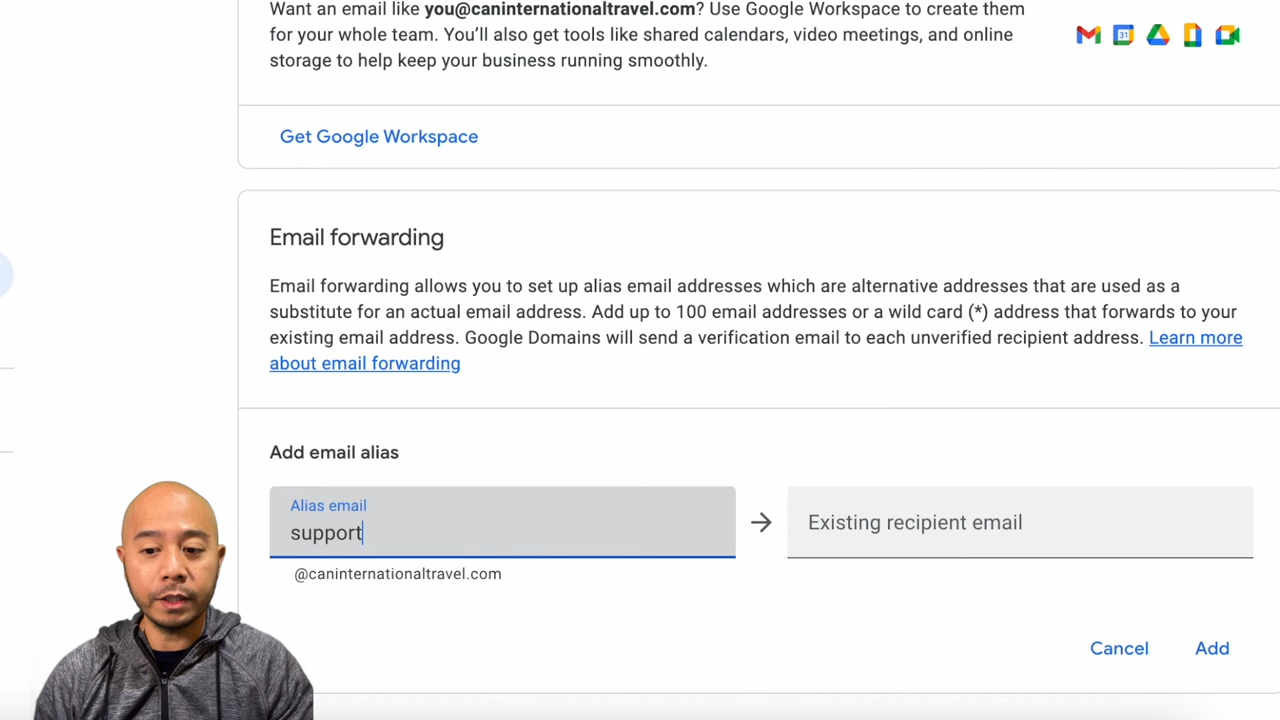 Want an email like you@caninternationaltravel.com? Use Google Workspace to create them
for your whole team. You’ll also get tools like shared calendars, video meetings, and online
storage to help keep your business running smoothly.
31
Get Google Workspace
Email forwarding
Email forwarding allows you to set up alias email addresses which are alternative addresses that are used as a
substitute for an actual email address. Add up to 100 email addresses or a wild card (*) address that forwards to your
existing email address. Google Domains will send a verification email to each unverified recipient address. Learn more
about email forwarding
Add email alias
Alias email
support
Existing recipient email
@caninternationaltravel.com
Cancel Add